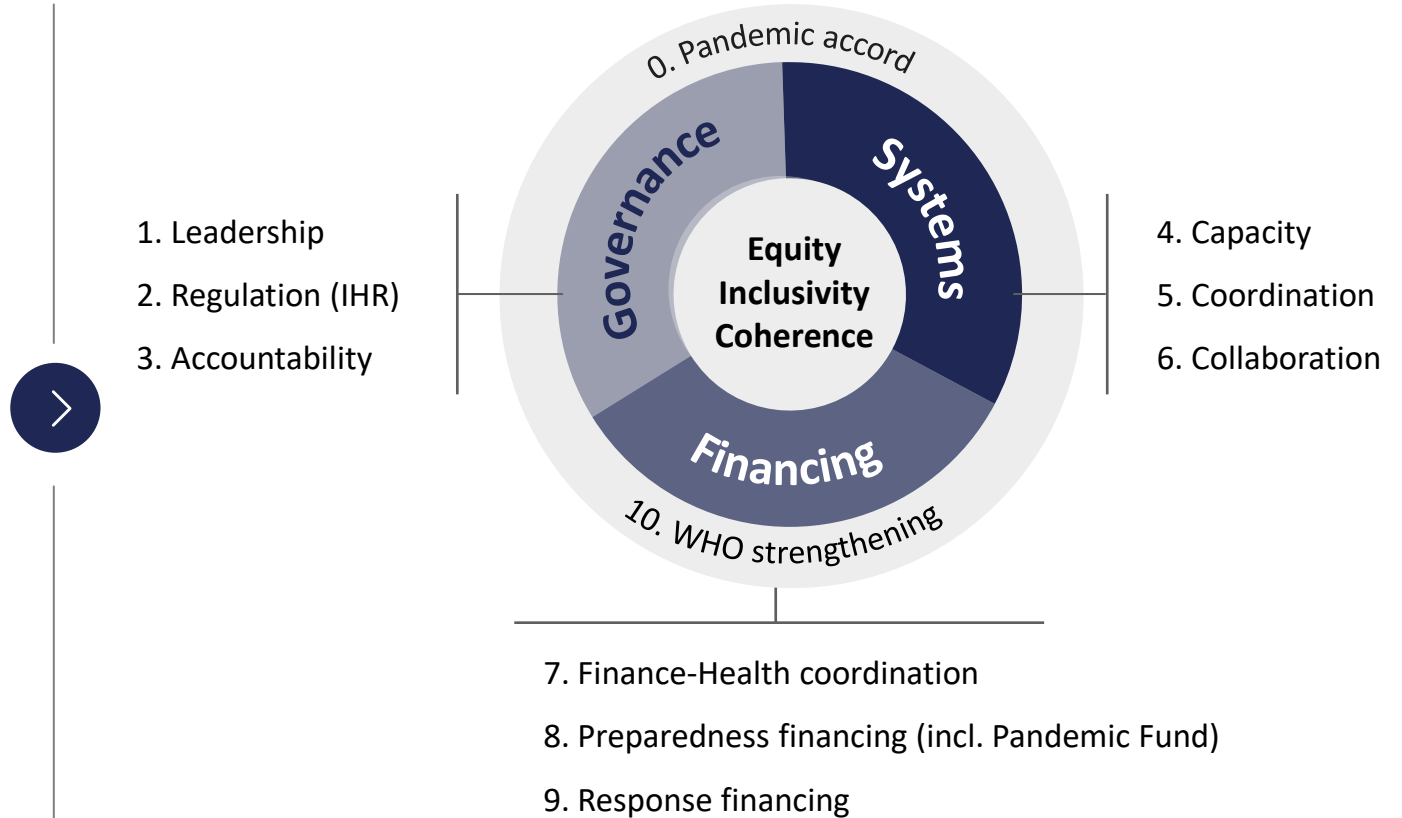 0. Pandemic accord
Governance
Systems
Equity
Inclusivity
Coherence
Financing
10. WHO strengthening
1. Leadership
2. Regulation (IHR)
3. Accountability
4. Capacity
5. Coordination
6. Collaboration
7. Finance-Health coordination
8. Preparedness financing (incl. Pandemic Fund)
9. Response financing